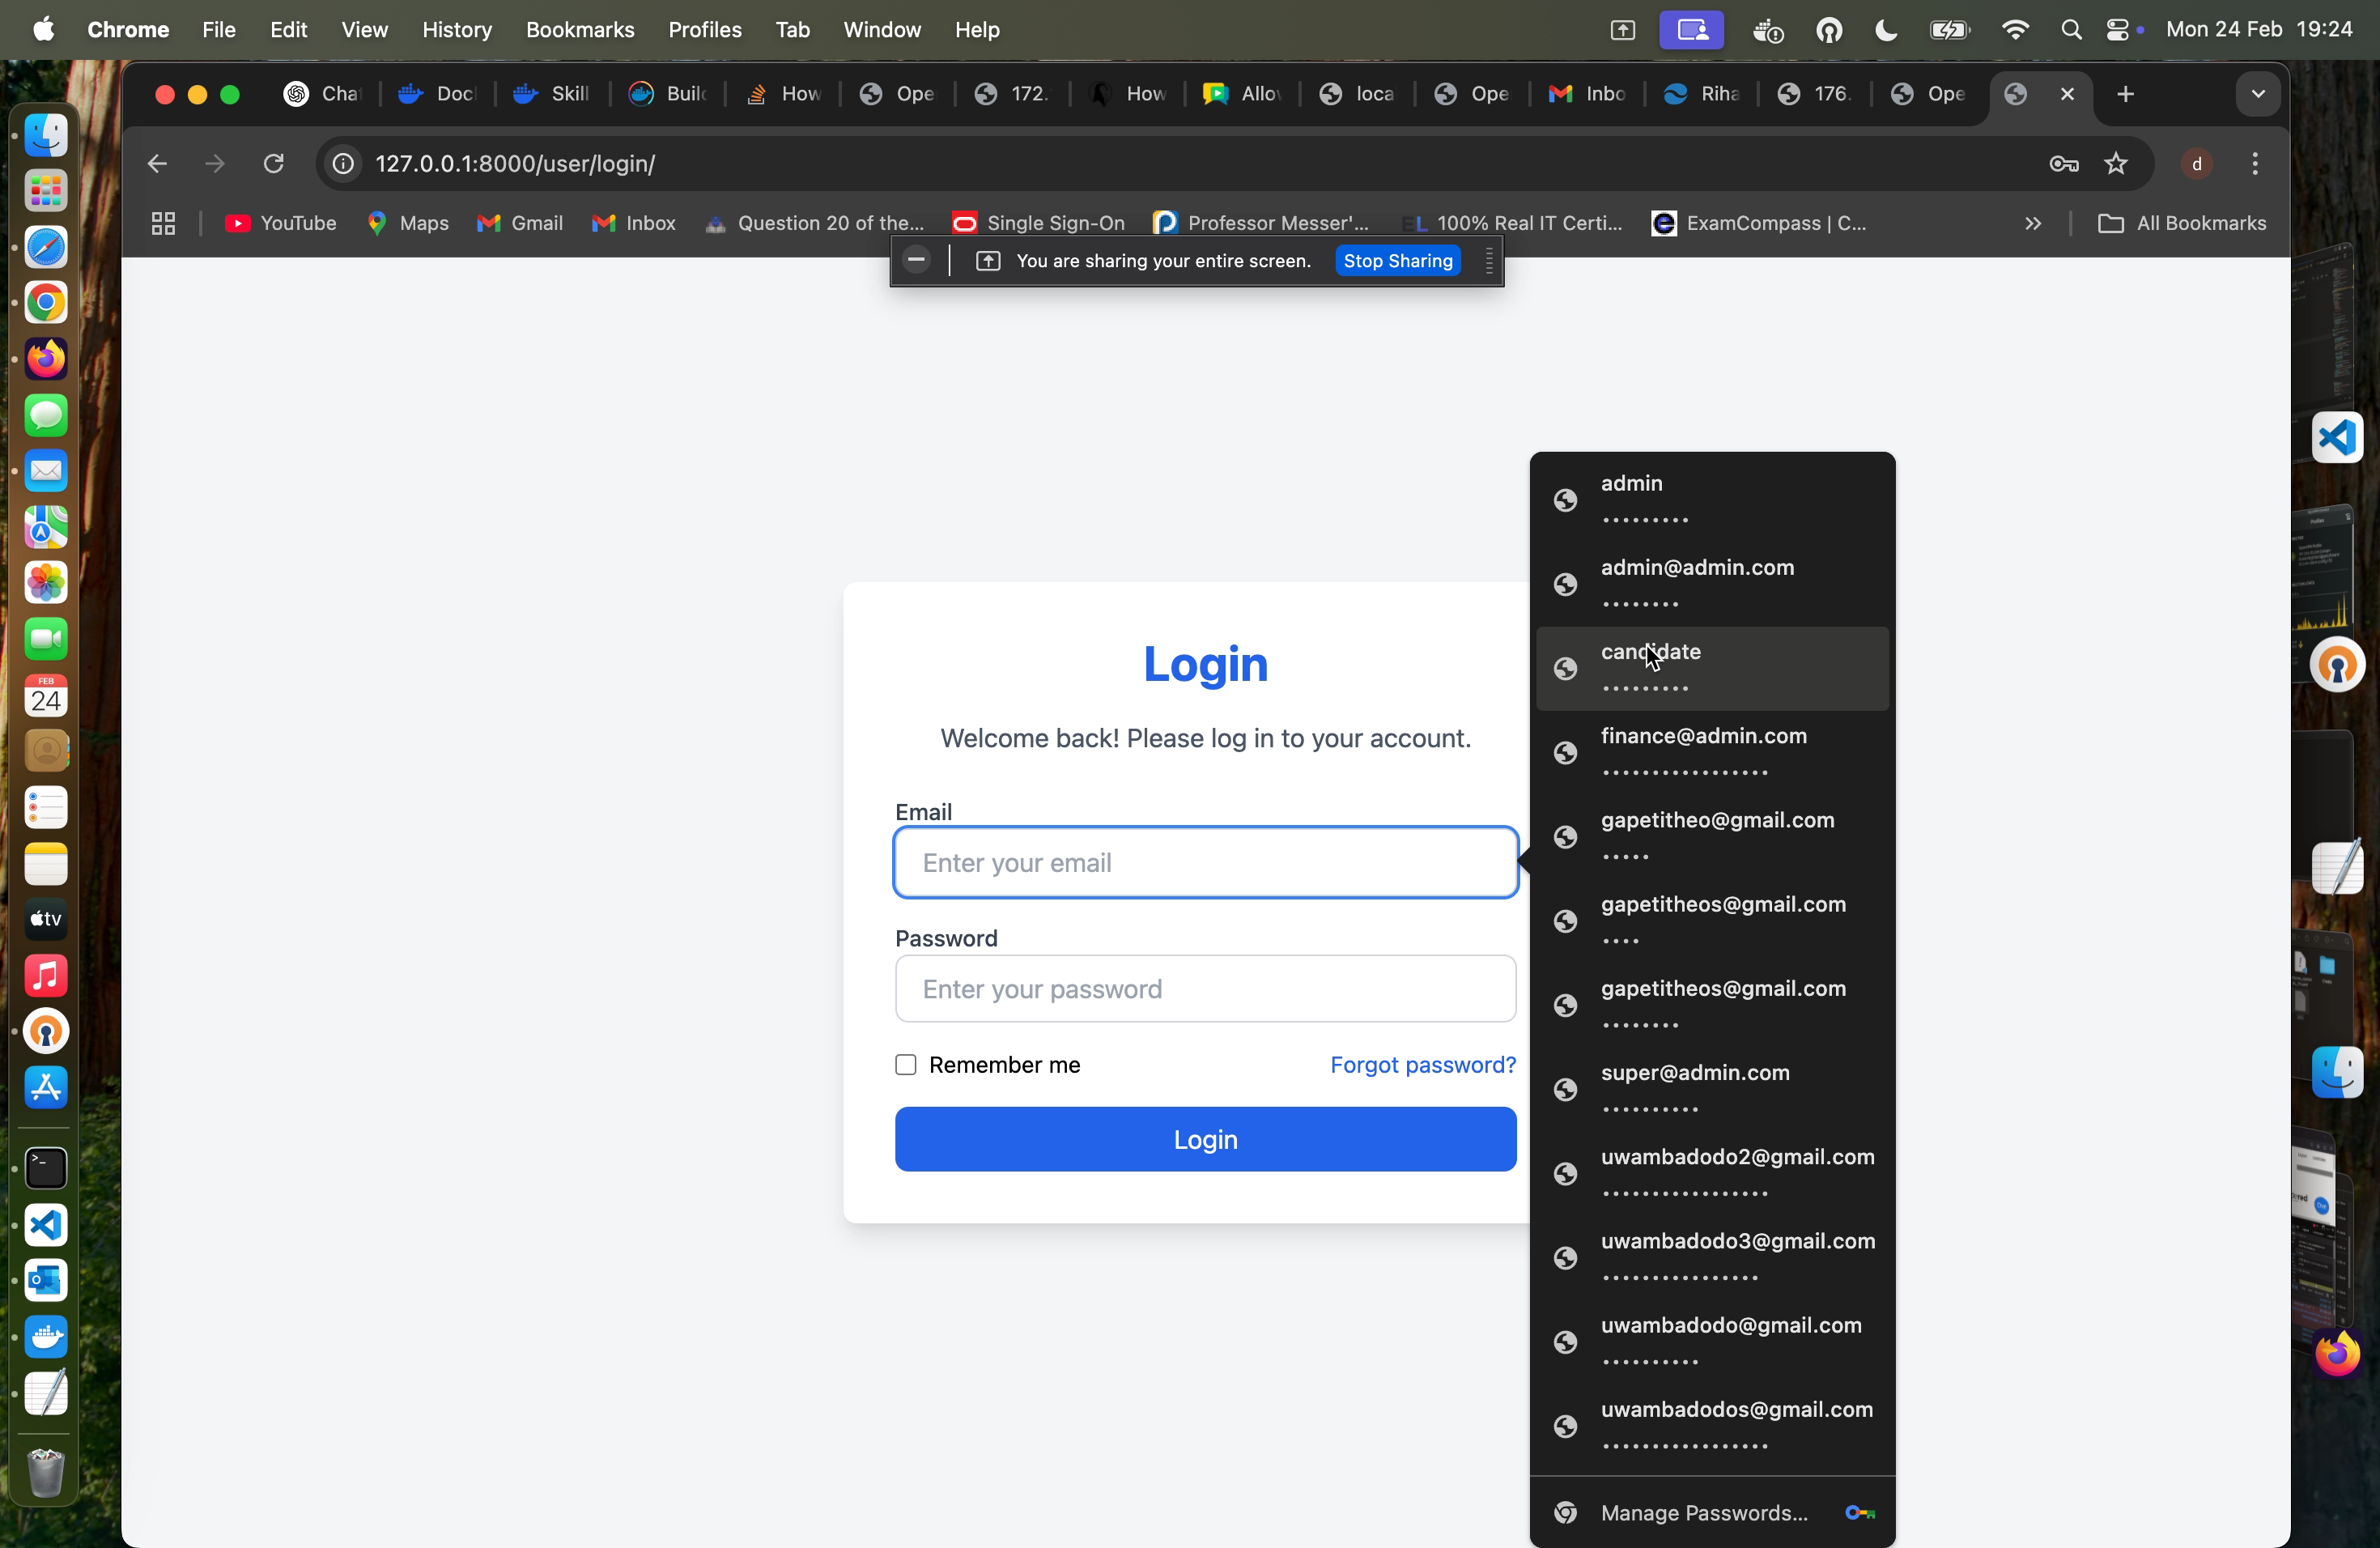 Chrome File Edit View History Bookmarks Profiles Tab Window Help Mon 24 Feb 19:24
Cha Doc Skill Buil How Ope 172. How Allo loca Ope Inbo Riha 176. Ope
127.0.0.1:8000/user/login/ d
YouTube Maps Gmail Inbox Question 20 of the... Single Sign-On Professor Messer'... EL 100% Real IT Certi... ExamCompass | C... All Bookmarks
You are sharing your entire screen. Stop Sharing
FEB
24
tv
Login
Welcome back! Please log in to your account.
Email
Enter your email
Password
Enter your password
Remember me Forgot password?
Login
admin
admin@admin.com
candidate
finance@admin.com
gapetitheo@gmail.com
gapetitheos@gmail.com
gapetitheos@gmail.com
super@admin.com
uwambadodo2@gmail.com
uwambadodo3@gmail.com
uwambadodo@gmail.com
uwambadodos@gmail.com
Manage Passwords...